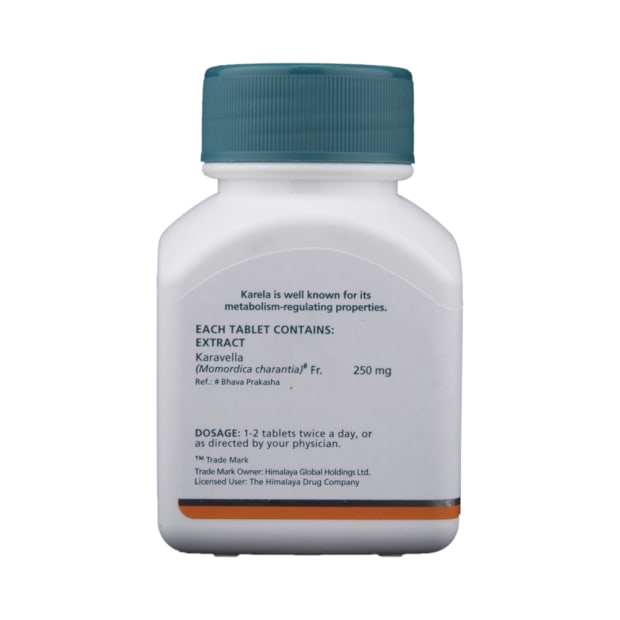 Karela is well known for its
metabolism-regulating properties.
EACH TABLET CONTAINS:
EXTRACT
Karavella
(Momordica charantia)# Fr. 250 mg
Ref.: # Bhava Prakasha
DOSAGE: 1-2 tablets twice a day, or
as directed by your physician.
™ Trade Mark
Trade Mark Owner: Himalaya Global Holdings Ltd.
Licensed User: The Himalaya Drug Company